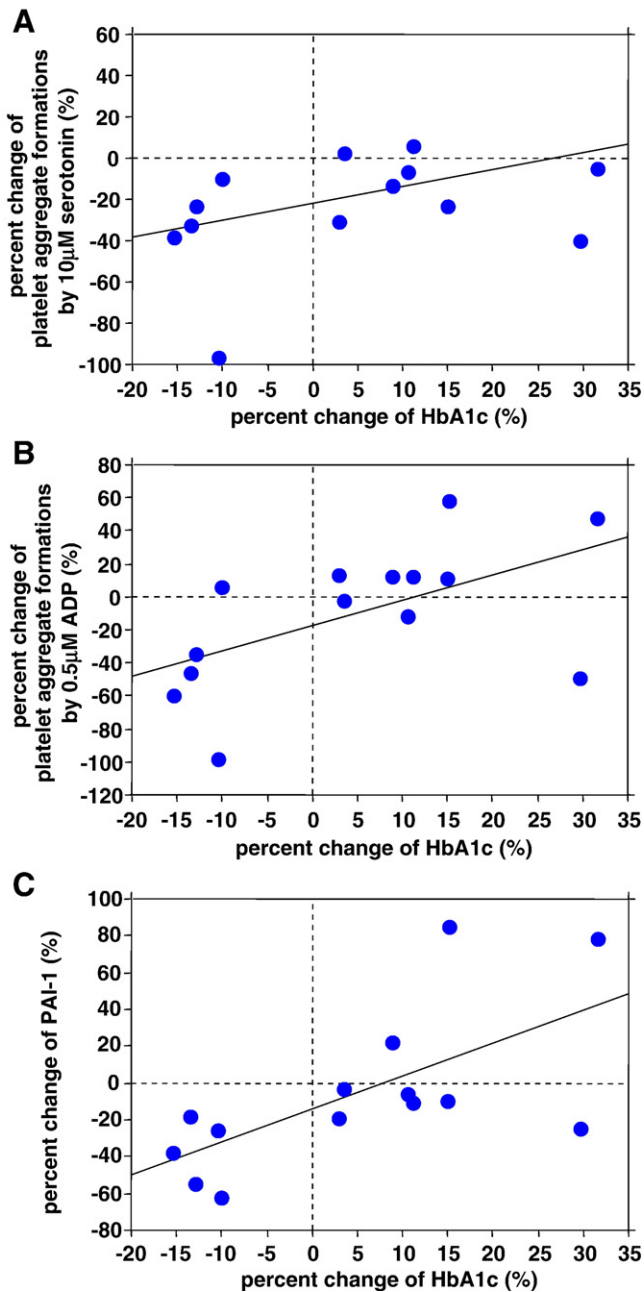 A
percent change of
platelet aggregate formations
by 10µM serotonin (%)
60
40
20
0
-20
-40
-60
-80
-100
-20 -15 -10 -5 0 5 10 15 20 25 30 35
percent change of HbA1c (%)
B
percent change of
platelet aggregate formations
by 0.5µM ADP (%)
80
60
40
20
0
-20
-40
-60
-80
-100
-120
-20 -15 -10 -5 0 5 10 15 20 25 30 35
percent change of HbA1c (%)
C
percent change of PAI-1 (%)
100
80
60
40
20
0
-20
-40
-60
-80
-20 -15 -10 -5 0 5 10 15 20 25 30 35
percent change of HbA1c (%)